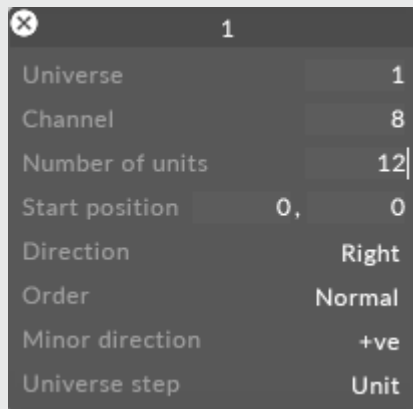 1
Universe 1
Channel 8
Number of units 12
Start position 0, 0
Direction Right
Order Normal
Minor direction +ve
Universe step Unit